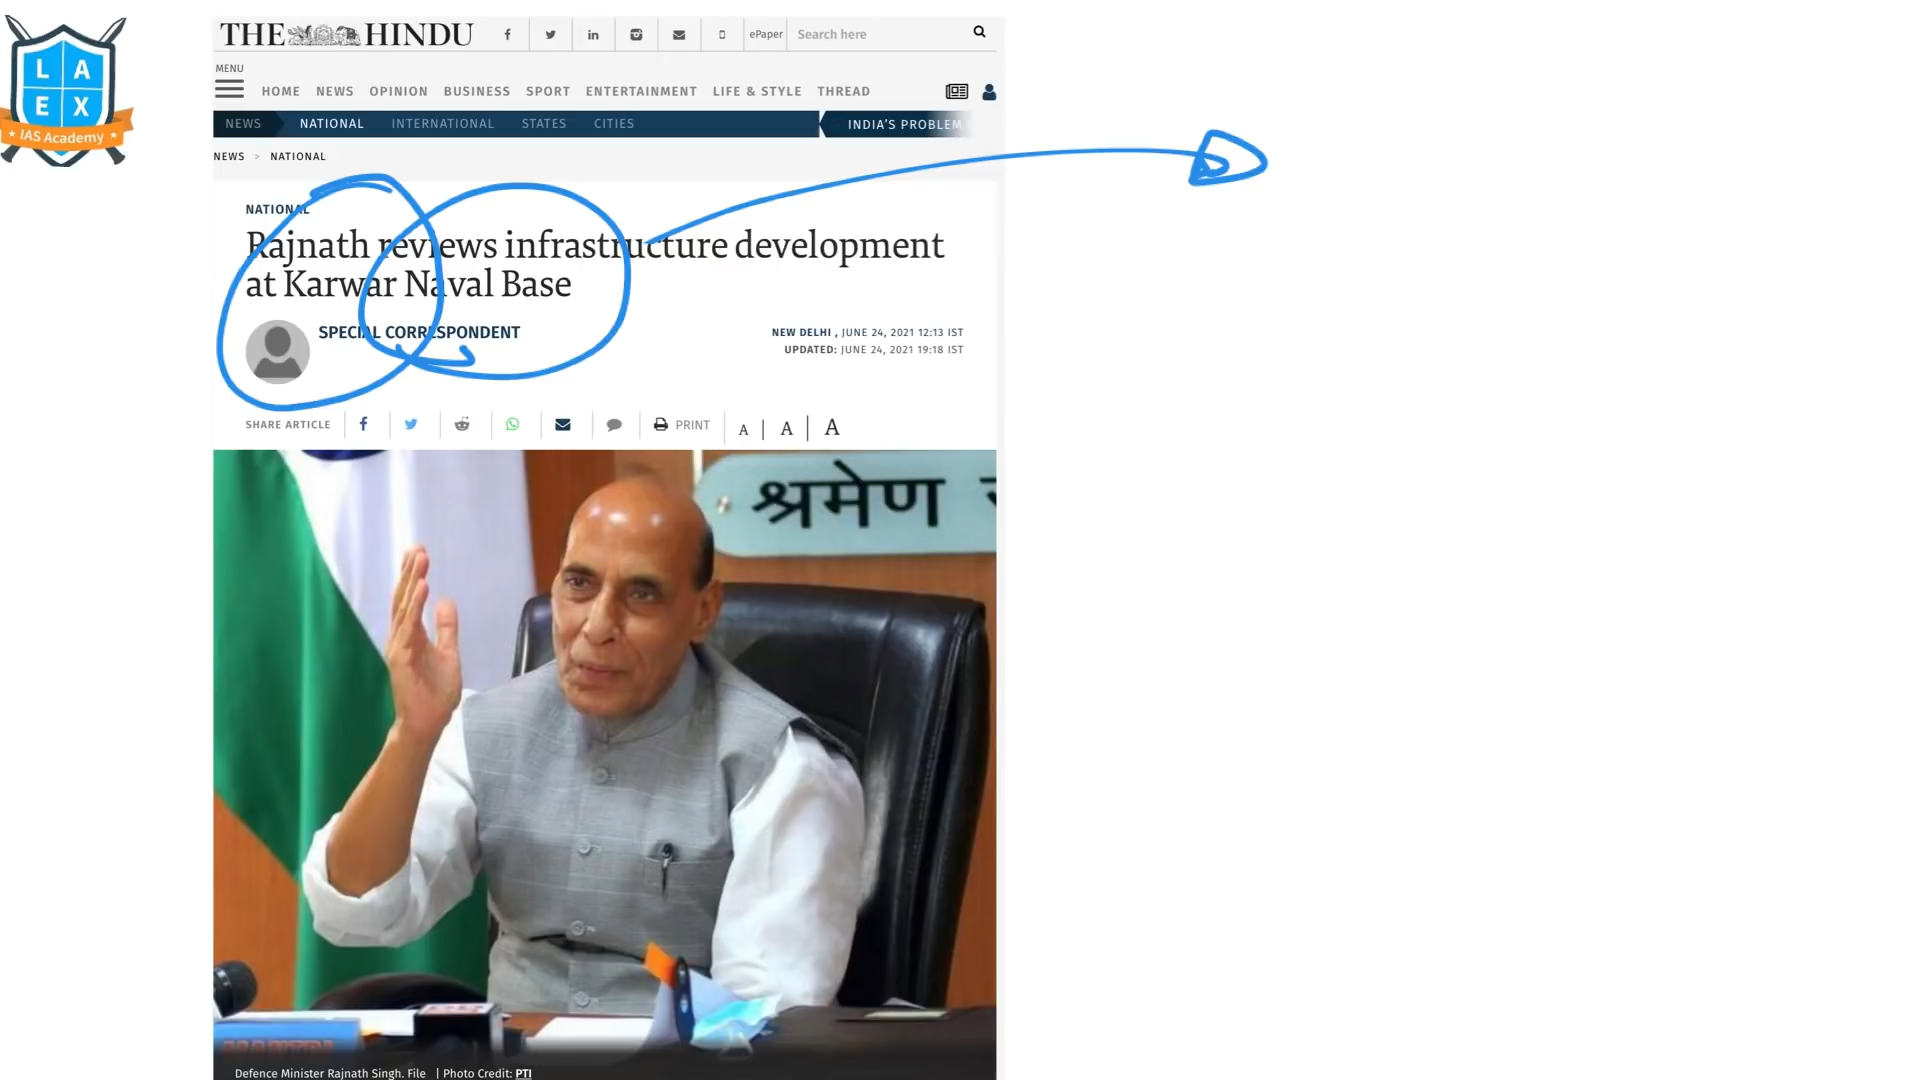 L A
E X
IAS Academy
THE HINDU
ePaper
Search here
MENU
HOME NEWS OPINION BUSINESS SPORT ENTERTAINMENT LIFE & STYLE THREAD
NEWS NATIONAL INTERNATIONAL STATES CITIES INDIA'S PROBLEM
NEWS > NATIONAL
NATIONAL
Rajnath reviews infrastructure development
at Karwar Naval Base
SPECIAL CORRESPONDENT
NEW DELHI , JUNE 24, 2021 12:13 IST
UPDATED: JUNE 24, 2021 19:18 IST
SHARE ARTICLE PRINT A | A | A
श्रमेण
Defence Minister Rajnath Singh. File | Photo Credit: PTI